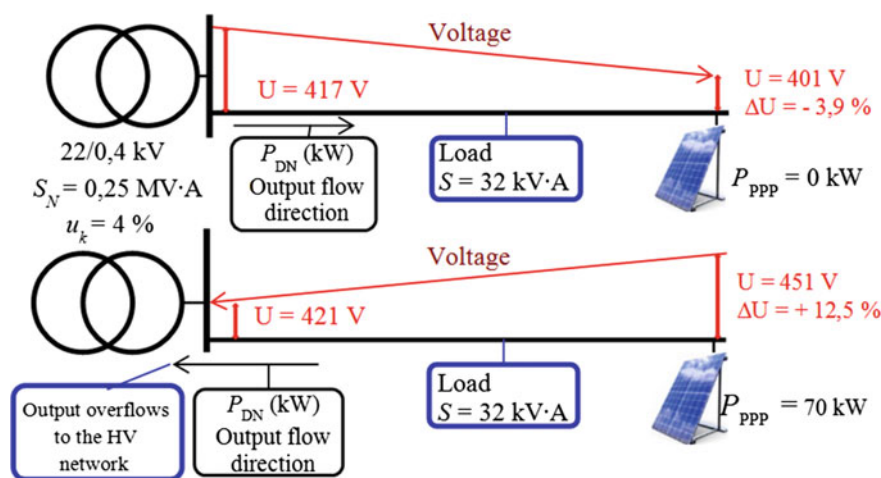 Voltage
U = 417 V
U = 401 V
ΔU = - 3,9 %
22/0,4 kV
S_N = 0,25 MV·A
u_k = 4 %
P_DN (kW)
Output flow
direction
Load
S = 32 kV·A
P_PPP = 0 kW
Voltage
U = 421 V
U = 451 V
ΔU = + 12,5 %
Output overflows
to the HV
network
P_DN (kW)
Output flow
direction
Load
S = 32 kV·A
P_PPP = 70 kW